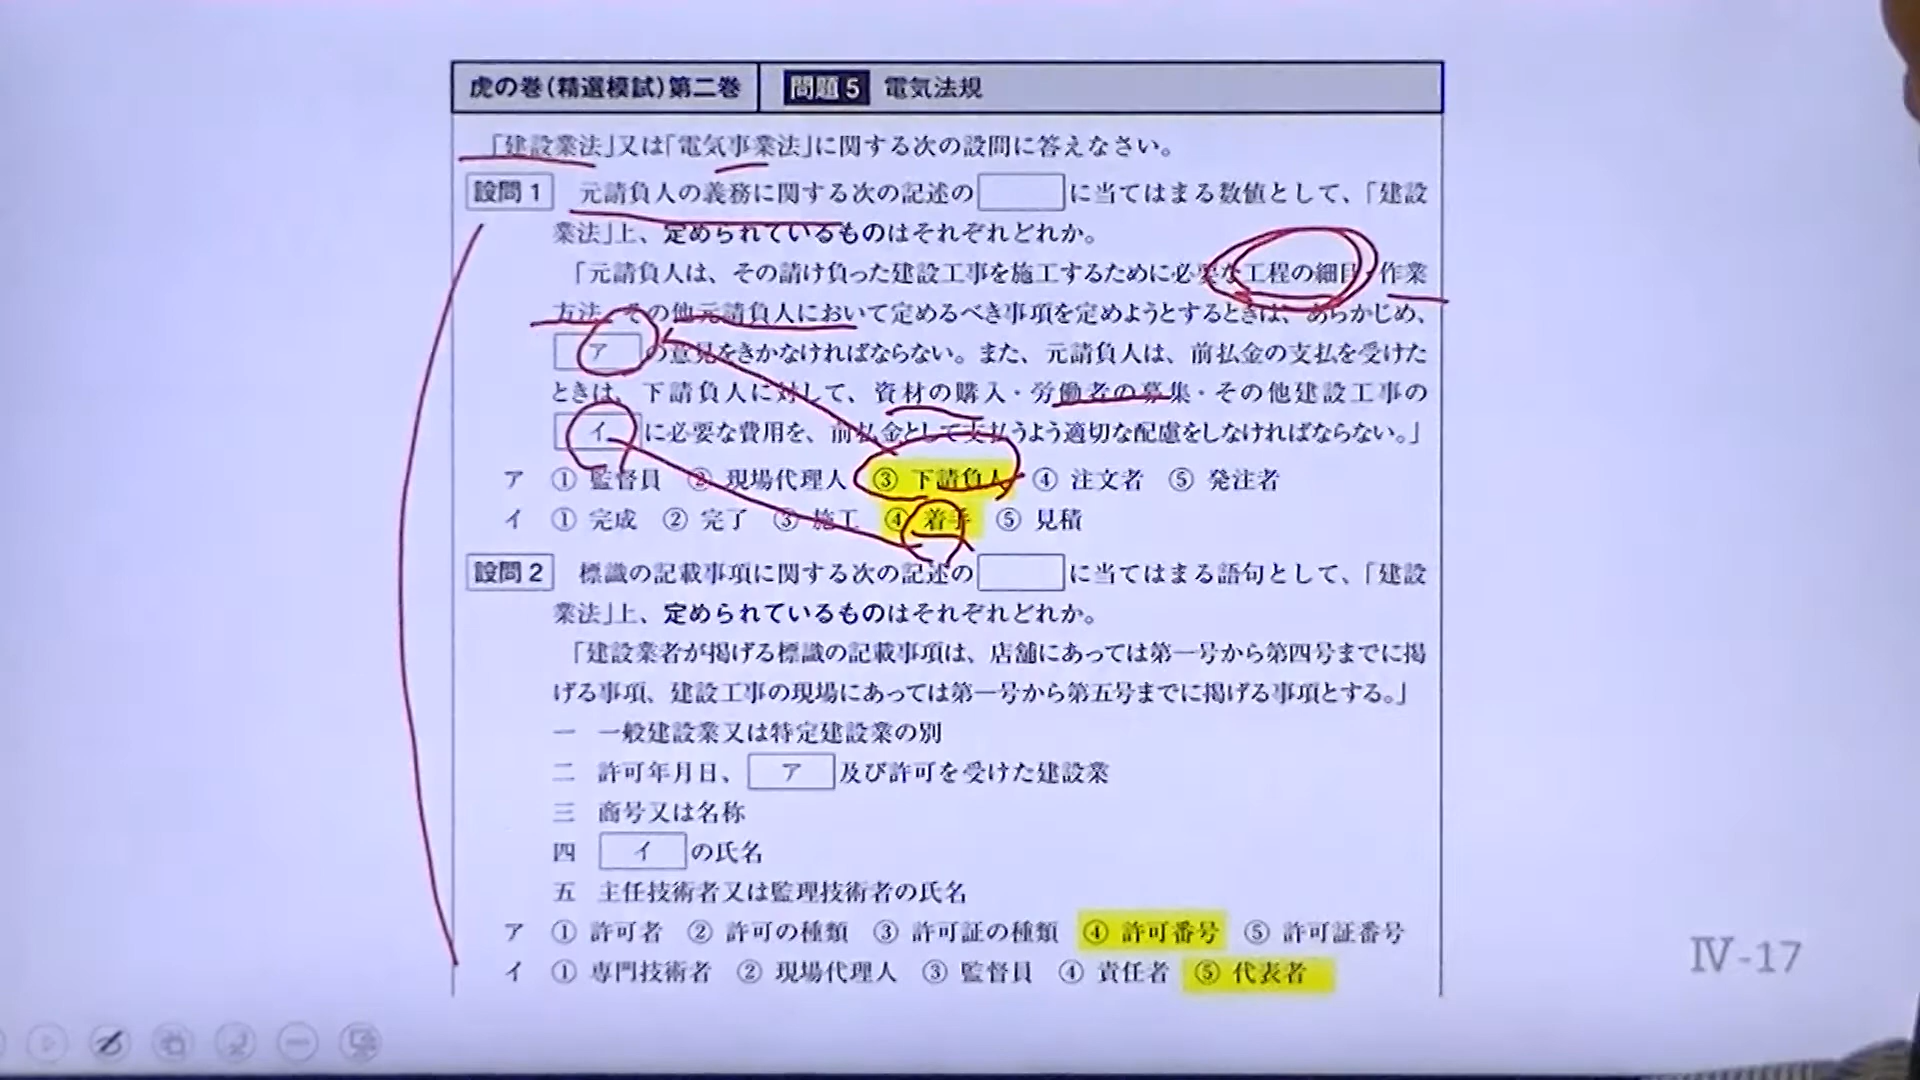 虎の巻(精選模試)第二巻 問題5 電気法規
「建設業法」又は「電気事業法」に関する次の設問に答えなさい。
設問1 元請負人の義務に関する次の記述の に当てはまる数値として、「建設
業法」上、定められているものはそれぞれどれか。
「元請負人は、その請け負った建設工事を施工するために必要な工程の細目・作業
方法、その他元請負人において定めるべき事項を定めようとするときは、あらかじめ、
ア の意見をきかなければならない。また、元請負人は、前払金の支払を受けた
ときは、下請負人に対して、資材の購入・労働者の募集・その他建設工事の
イ に必要な費用を、前払金として支払うよう適切な配慮をしなければならない。」
ア ① 監督員 ② 現場代理人 ③ 下請負人 ④ 注文者 ⑤ 発注者
イ ① 完成 ② 完了 ③ 施工 ④ 着手 ⑤ 見積
設問2 標識の記載事項に関する次の記述の に当てはまる語句として、「建設
業法」上、定められているものはそれぞれどれか。
「建設業者が掲げる標識の記載事項は、店舗にあっては第一号から第四号までに掲
げる事項、建設工事の現場にあっては第一号から第五号までに掲げる事項とする。」
一 一般建設業又は特定建設業の別
二 許可年月日、 ア 及び許可を受けた建設業
三 商号又は名称
四 イ の氏名
五 主任技術者又は監理技術者の氏名
ア ① 許可者 ② 許可の種類 ③ 許可証の種類 ④ 許可番号 ⑤ 許可証番号
イ ① 専門技術者 ② 現場代理人 ③ 監督員 ④ 責任者 ⑤ 代表者
Ⅳ-17